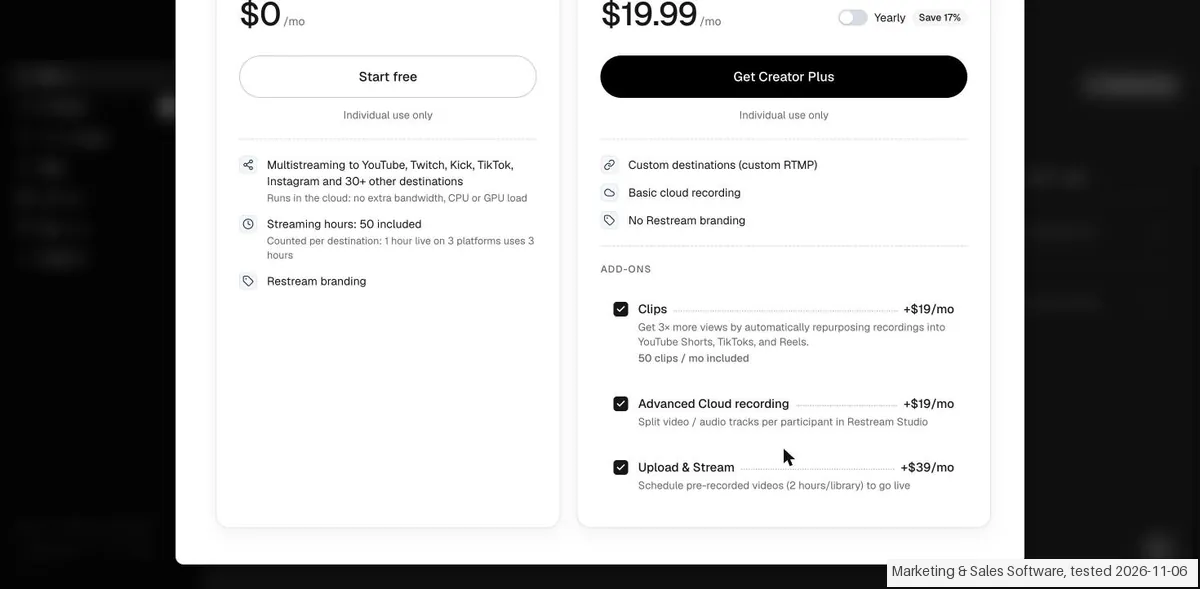 $0 /mo
Start free
Individual use only
Multistreaming to YouTube, Twitch, Kick, TikTok,
Instagram and 30+ other destinations
Runs in the cloud: no extra bandwidth, CPU or GPU load
Streaming hours: 50 included
Counted per destination: 1 hour live on 3 platforms uses 3
hours
Restream branding
$19.99 /mo
Yearly Save 17%
Get Creator Plus
Individual use only
Custom destinations (custom RTMP)
Basic cloud recording
No Restream branding
ADD-ONS
Clips +$19/mo
Get 3× more views by automatically repurposing recordings into
YouTube Shorts, TikToks, and Reels.
50 clips / mo included
Advanced Cloud recording +$19/mo
Split video / audio tracks per participant in Restream Studio
Upload & Stream +$39/mo
Schedule pre-recorded videos (2 hours/library) to go live
Marketing & Sales Software, tested 2026-11-06